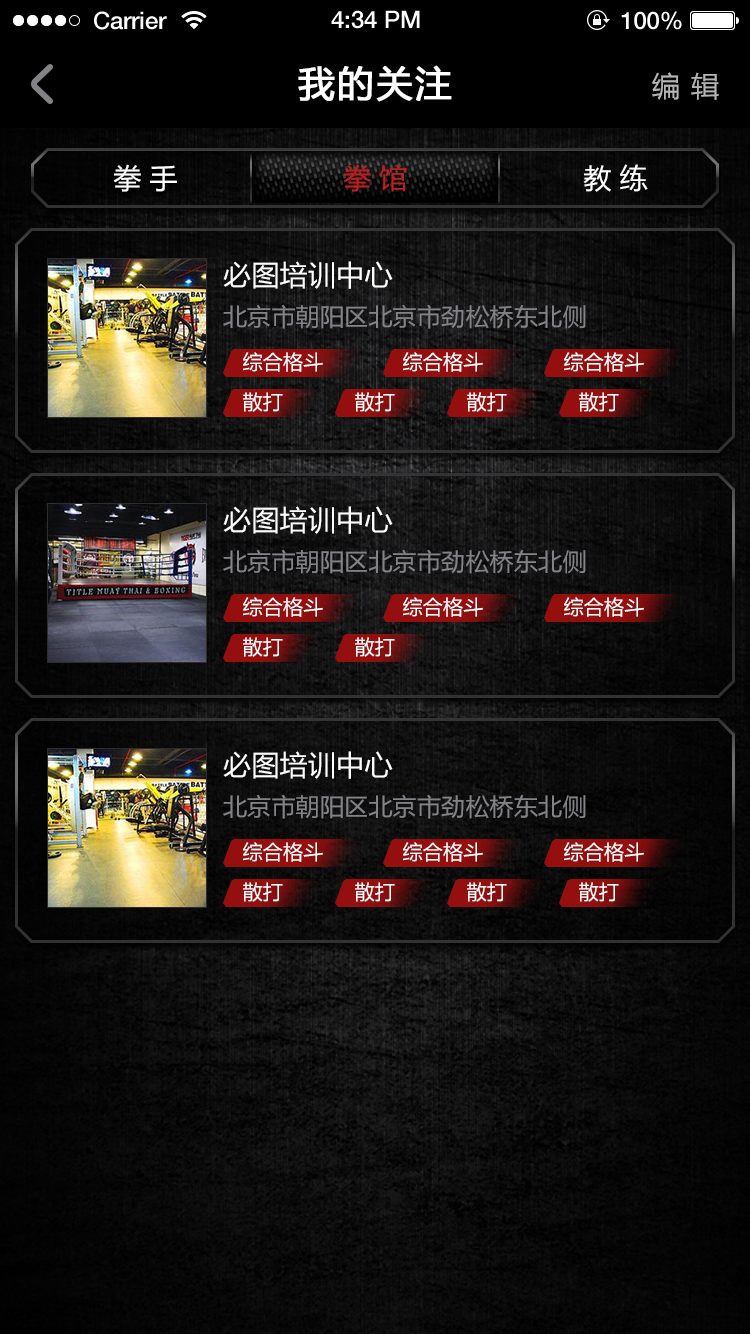 Carrier 4:34 PM 100%
我的关注 编辑
拳手 拳馆 教练
必图培训中心
北京市朝阳区北京市劲松桥东北侧
综合格斗 综合格斗 综合格斗
散打 散打 散打 散打
必图培训中心
北京市朝阳区北京市劲松桥东北侧
TITLE MUAY THAI & BOXING
综合格斗 综合格斗 综合格斗
散打 散打
必图培训中心
北京市朝阳区北京市劲松桥东北侧
综合格斗 综合格斗 综合格斗
散打 散打 散打 散打